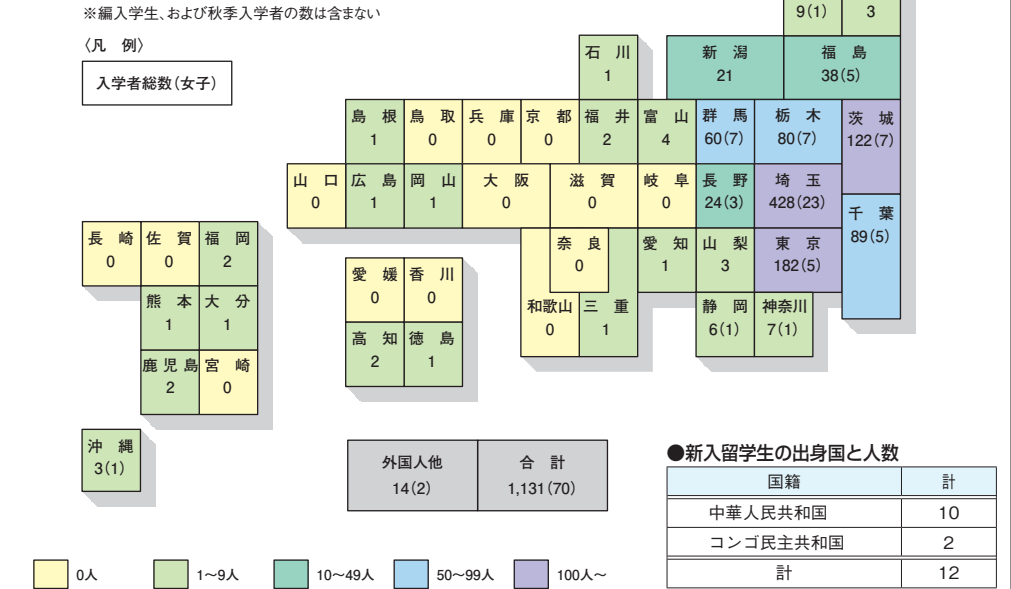 ※編入学生、および秋季入学者の数は含まない
〈凡 例〉
入学者総数(女子)
9(1)
3
石川
1
新潟
21
福島
38(5)
島根
1
鳥取
0
兵庫
0
京都
0
福井
2
富山
4
群馬
60(7)
栃木
80(7)
茨城
122(7)
山口
0
広島
1
岡山
1
大阪
0
滋賀
0
岐阜
0
長野
24(3)
埼玉
428(23)
千葉
89(5)
長崎
0
佐賀
0
福岡
2
愛媛
0
香川
0
奈良
0
愛知
1
山梨
3
東京
182(5)
熊本
1
大分
1
高知
2
徳島
1
和歌山
0
三重
1
静岡
6(1)
神奈川
7(1)
鹿児島
2
宮崎
0
沖縄
3(1)
外国人他
14(2)
合計
1,131(70)
●新入留学生の出身国と人数
国籍 計
中華人民共和国 10
コンゴ民主共和国 2
計 12
0人 1〜9人 10〜49人 50〜99人 100人〜